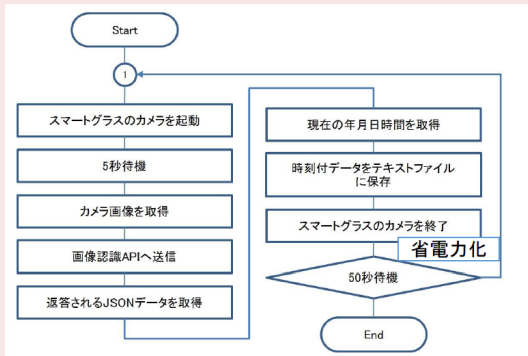 Start
1
スマートグラスのカメラを起動
5秒待機
カメラ画像を取得
画像認識APIへ送信
返答されるJSONデータを取得
現在の年月日時間を取得
時刻付データをテキストファイル
に保存
スマートグラスのカメラを終了
省電力化
50秒待機
End